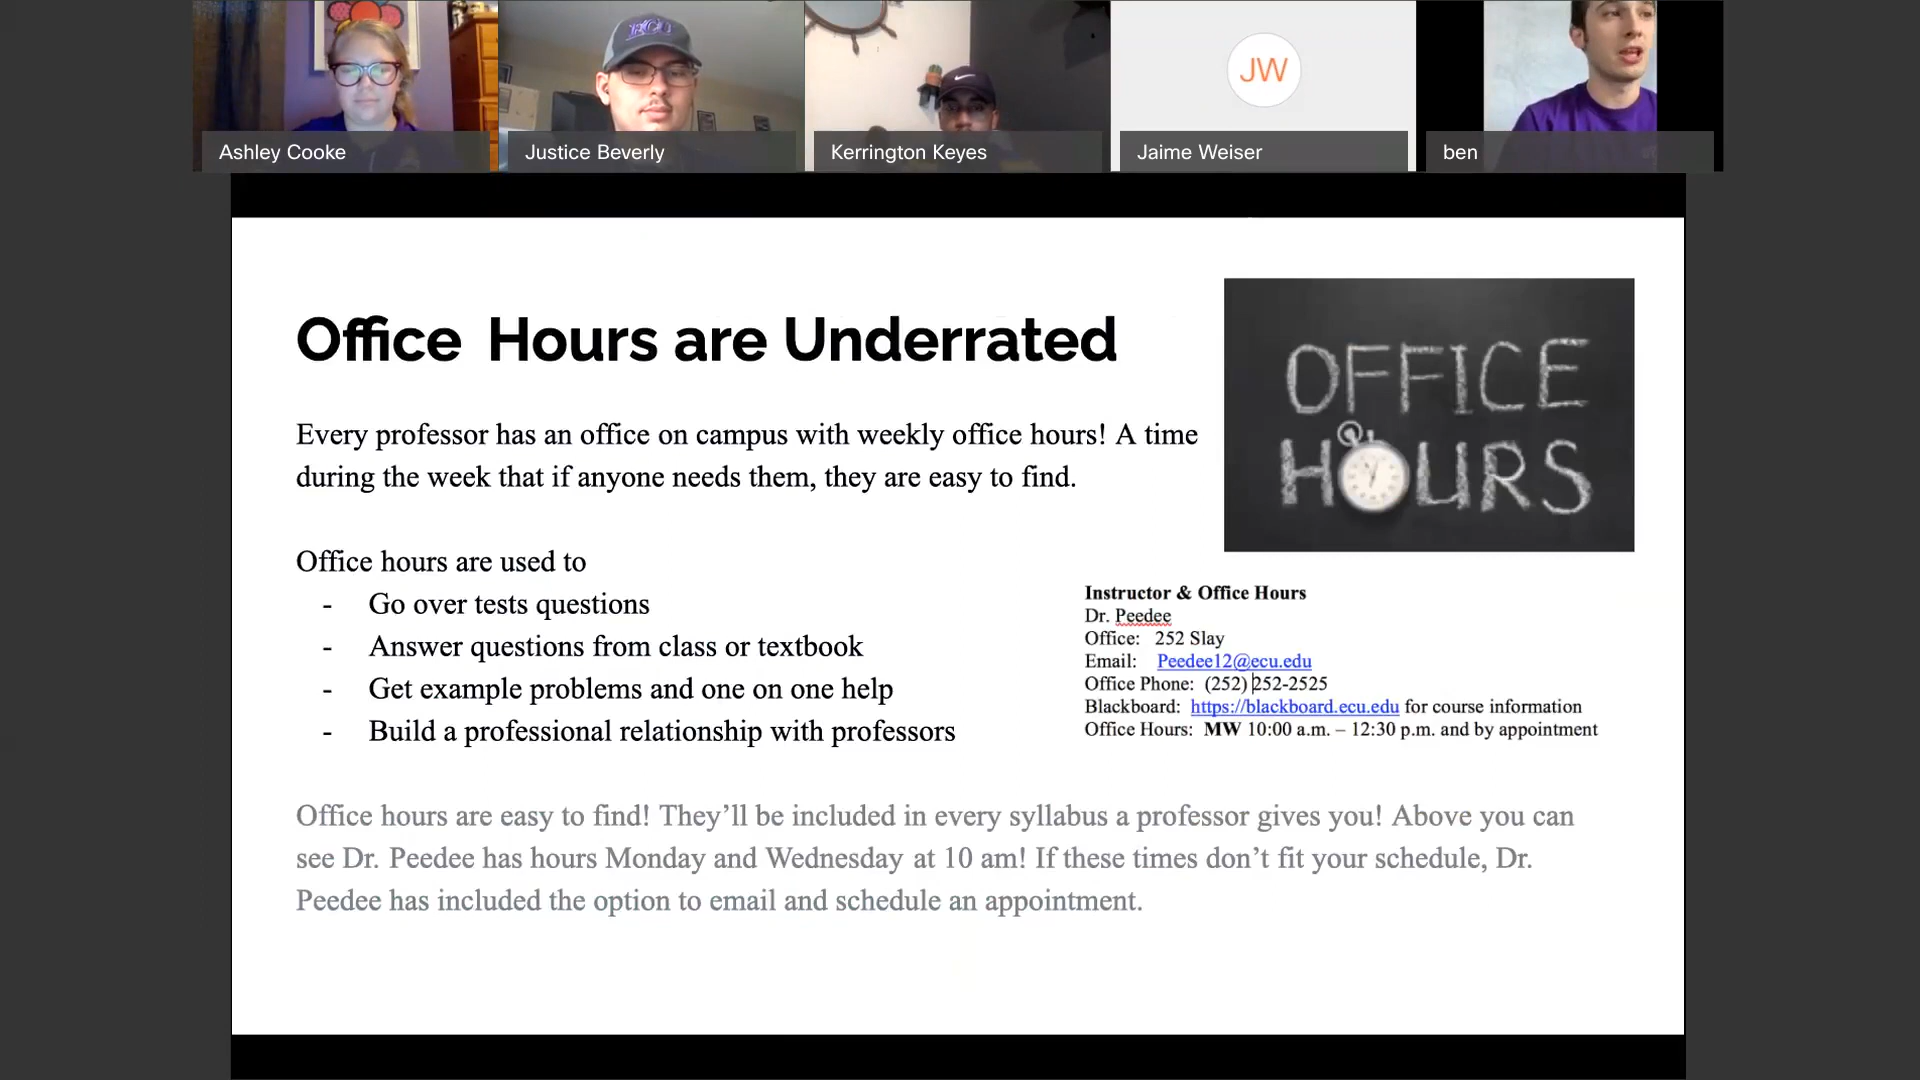 ECU
Ashley Cooke
Justice Beverly
Kerrington Keyes
JW
Jaime Weiser
ben
Office Hours are Underrated
OFFICE
HOURS
Every professor has an office on campus with weekly office hours! A time
during the week that if anyone needs them, they are easy to find.
Office hours are used to
- Go over tests questions
- Answer questions from class or textbook
- Get example problems and one on one help
- Build a professional relationship with professors
Instructor & Office Hours
Dr. Peedee
Office: 252 Slay
Email: Peedee12@ecu.edu
Office Phone: (252) 252-2525
Blackboard: https://blackboard.ecu.edu for course information
Office Hours: MW 10:00 a.m. – 12:30 p.m. and by appointment
Office hours are easy to find! They’ll be included in every syllabus a professor gives you! Above you can
see Dr. Peedee has hours Monday and Wednesday at 10 am! If these times don’t fit your schedule, Dr.
Peedee has included the option to email and schedule an appointment.